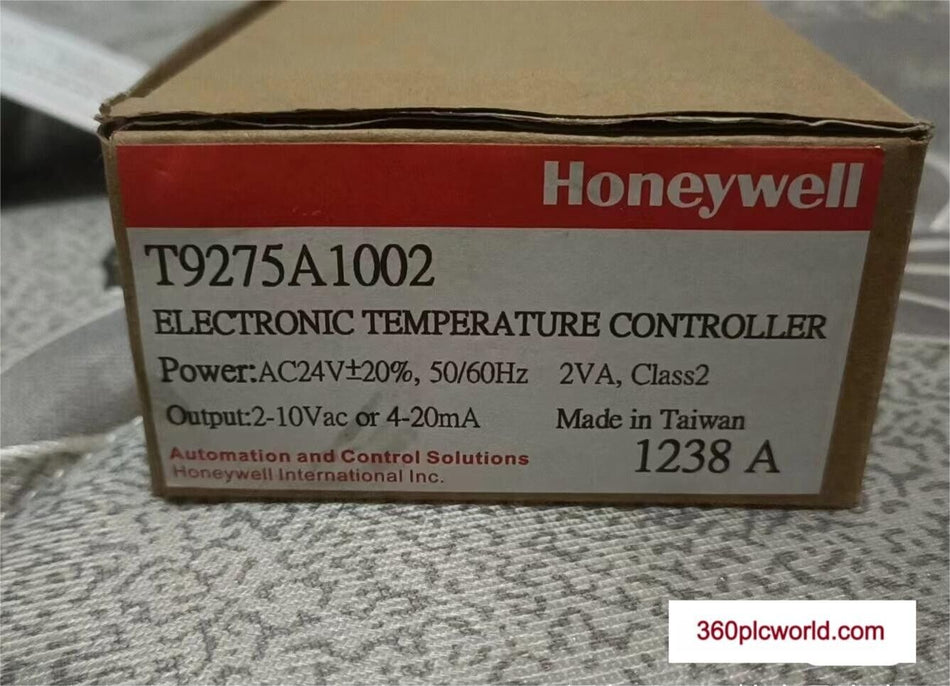 Honeywell
T9275A1002
ELECTRONIC TEMPERATURE CONTROLLER
Power:AC24V±20%, 50/60Hz 2VA, Class2
Output:2-10Vac or 4-20mA Made in Taiwan
Automation and Control Solutions 1238 A
Honeywell International Inc.
360plcworld.com